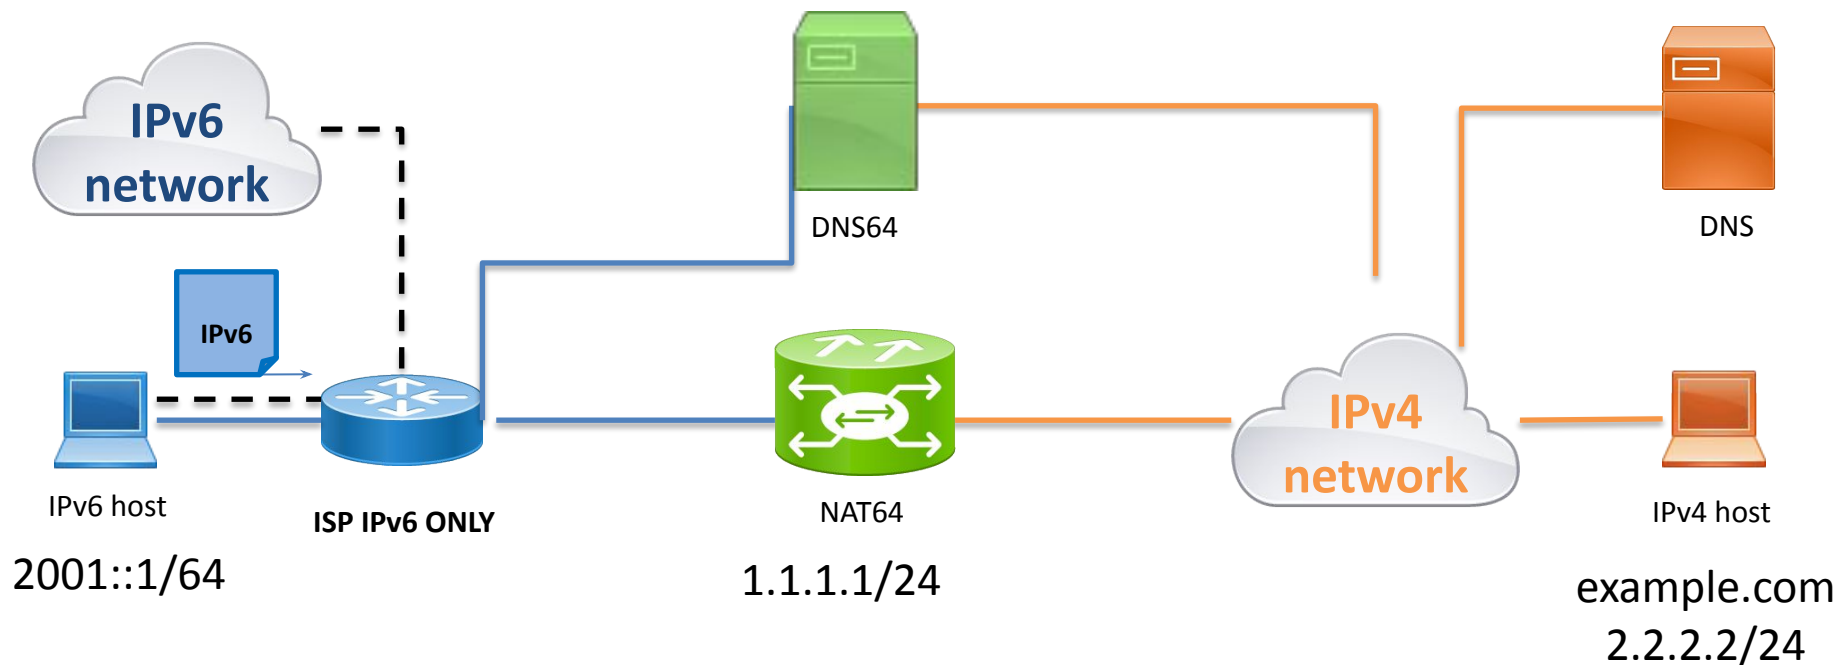 IPv6
network
IPv6
DNS64
DNS
IPv4
network
IPv6 host
ISP IPv6 ONLY
NAT64
IPv4 host
2001::1/64
1.1.1.1/24
example.com
2.2.2.2/24